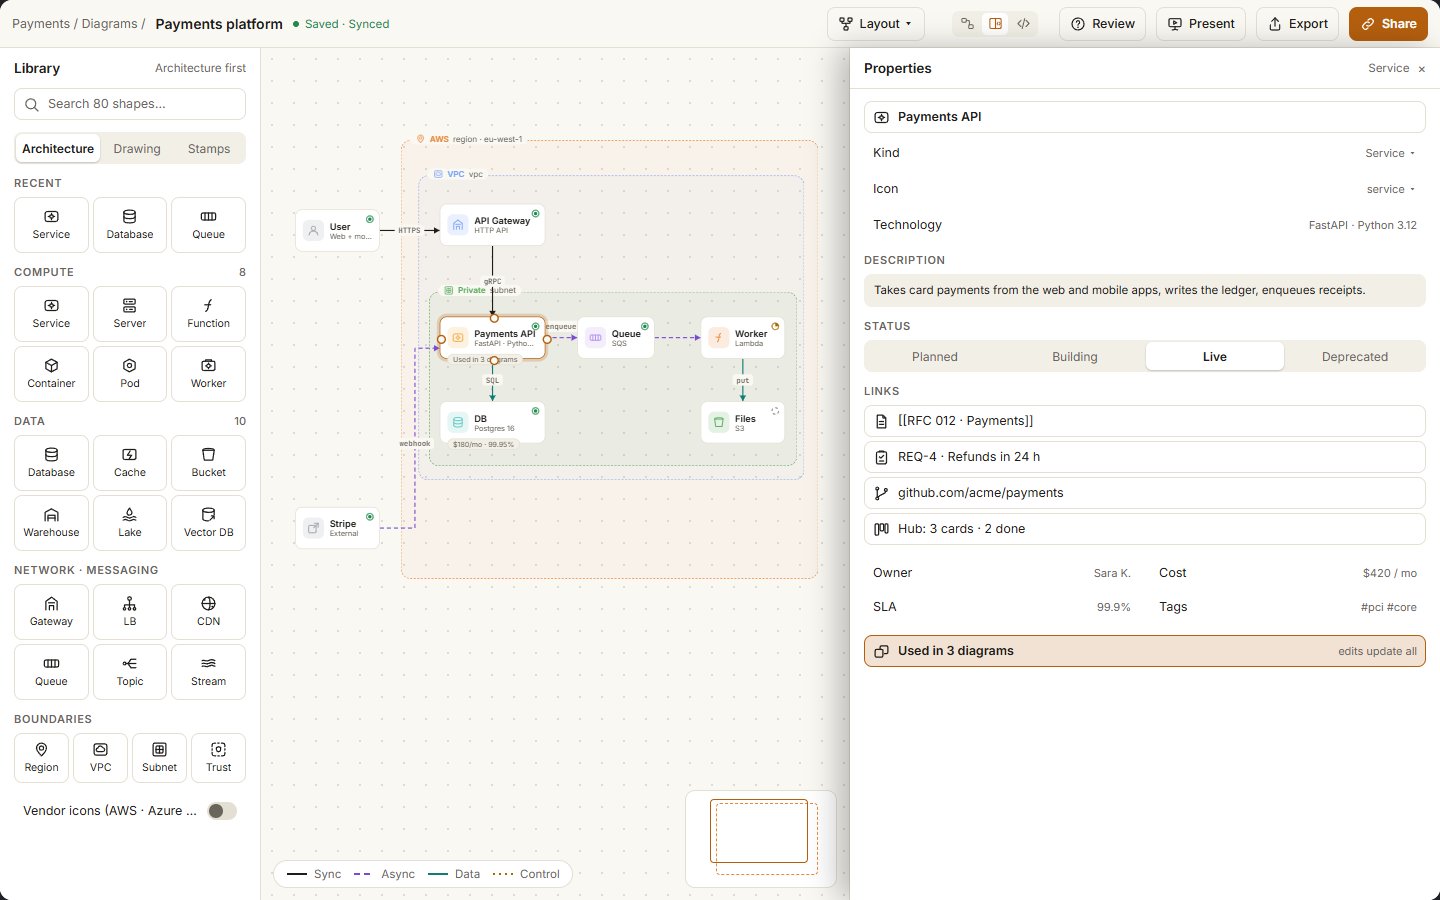 Payments / Diagrams / Payments platform Saved · Synced
Layout
Review
Present
Export
Share
Library
Architecture first
Search 80 shapes...
Architecture Drawing Stamps
RECENT
Service Database Queue
COMPUTE 8
Service Server Function
Container Pod Worker
DATA 10
Database Cache Bucket
Warehouse Lake Vector DB
NETWORK · MESSAGING
Gateway LB CDN
Queue Topic Stream
BOUNDARIES
Region VPC Subnet Trust
Vendor icons (AWS · Azure ...
AWS region · eu-west-1
VPC vpc
User
Web + mo...
HTTPS
API Gateway
HTTP API
gRPC
Private subnet
Payments API
FastAPI · Pytho...
Used in 3 diagrams
enqueue
Queue
SQS
Worker
Lambda
SQL
put
DB
Postgres 16
$180/mo · 99.95%
Files
S3
webhook
Stripe
External
Sync Async Data Control
Properties
Service ×
Payments API
Kind Service
Icon service
Technology FastAPI · Python 3.12
DESCRIPTION
Takes card payments from the web and mobile apps, writes the ledger, enqueues receipts.
STATUS
Planned Building Live Deprecated
LINKS
[[RFC 012 · Payments]]
REQ-4 · Refunds in 24 h
github.com/acme/payments
Hub: 3 cards · 2 done
Owner Sara K. Cost $420 / mo
SLA 99.9% Tags #pci #core
Used in 3 diagrams edits update all